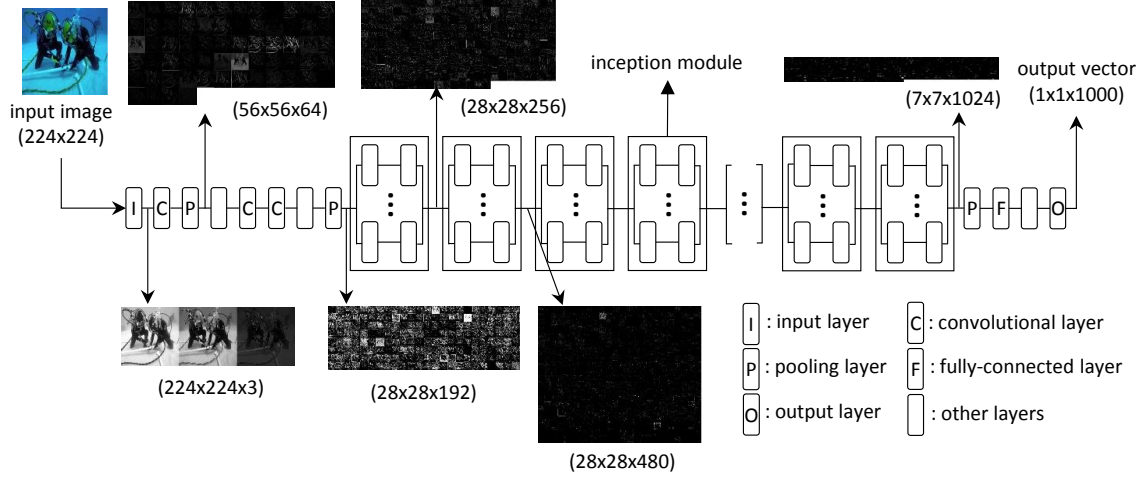 input image
(224x224)
(56x56x64)
(28x28x256)
inception module
(7x7x1024)
output vector
(1x1x1000)
I C P C C P P F O
(224x224x3)
(28x28x192)
(28x28x480)
I : input layer
C : convolutional layer
P : pooling layer
F : fully-connected layer
O : output layer
: other layers